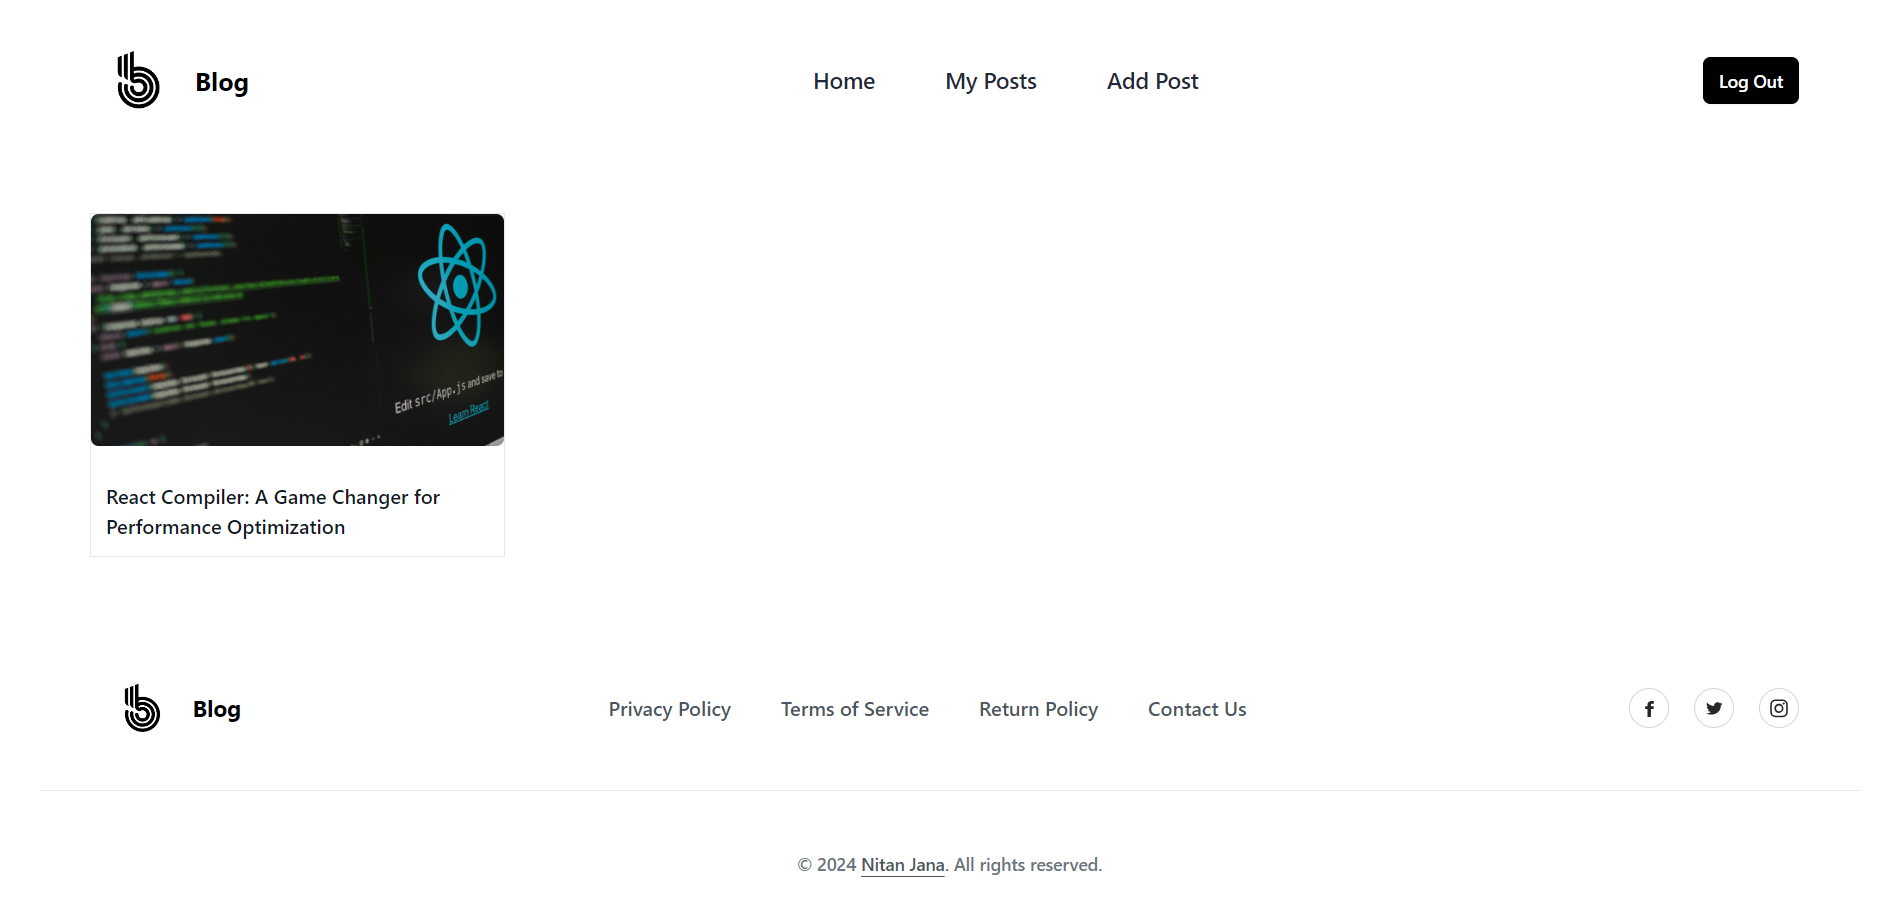 Blog
Home
My Posts
Add Post
Log Out
Edit src/App.js and save to
Learn React
React Compiler: A Game Changer for
Performance Optimization
Blog
Privacy Policy
Terms of Service
Return Policy
Contact Us
© 2024 Nitan Jana. All rights reserved.